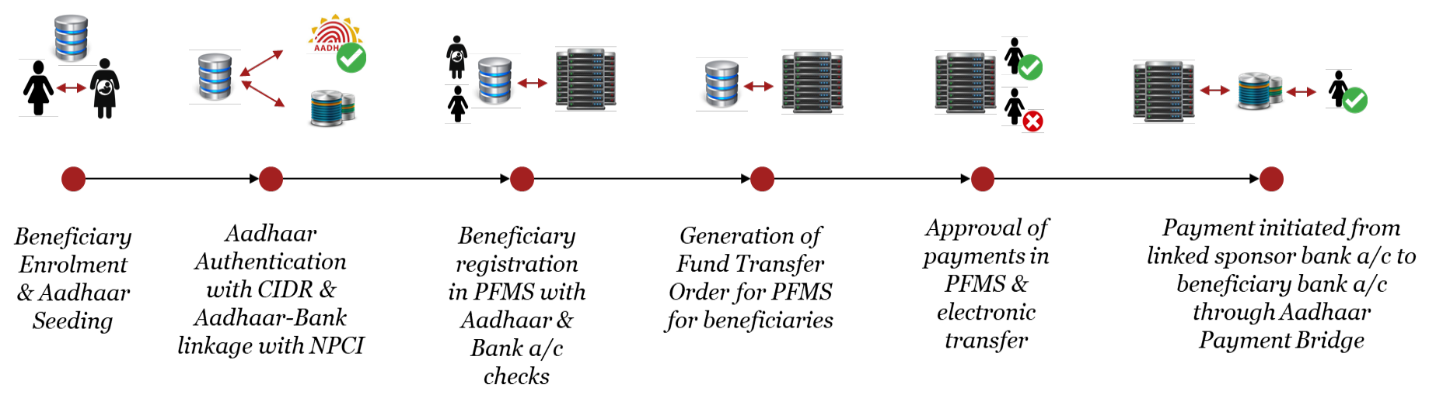 AADH
Beneficiary
Enrolment
& Aadhaar
Seeding
Aadhaar
Authentication
with CIDR &
Aadhaar-Bank
linkage with NPCI
Beneficiary
registration
in PFMS with
Aadhaar &
Bank a/c
checks
Generation of
Fund Transfer
Order for PFMS
for beneficiaries
Approval of
payments in
PFMS &
electronic
transfer
Payment initiated from
linked sponsor bank a/c to
beneficiary bank a/c
through Aadhaar
Payment Bridge